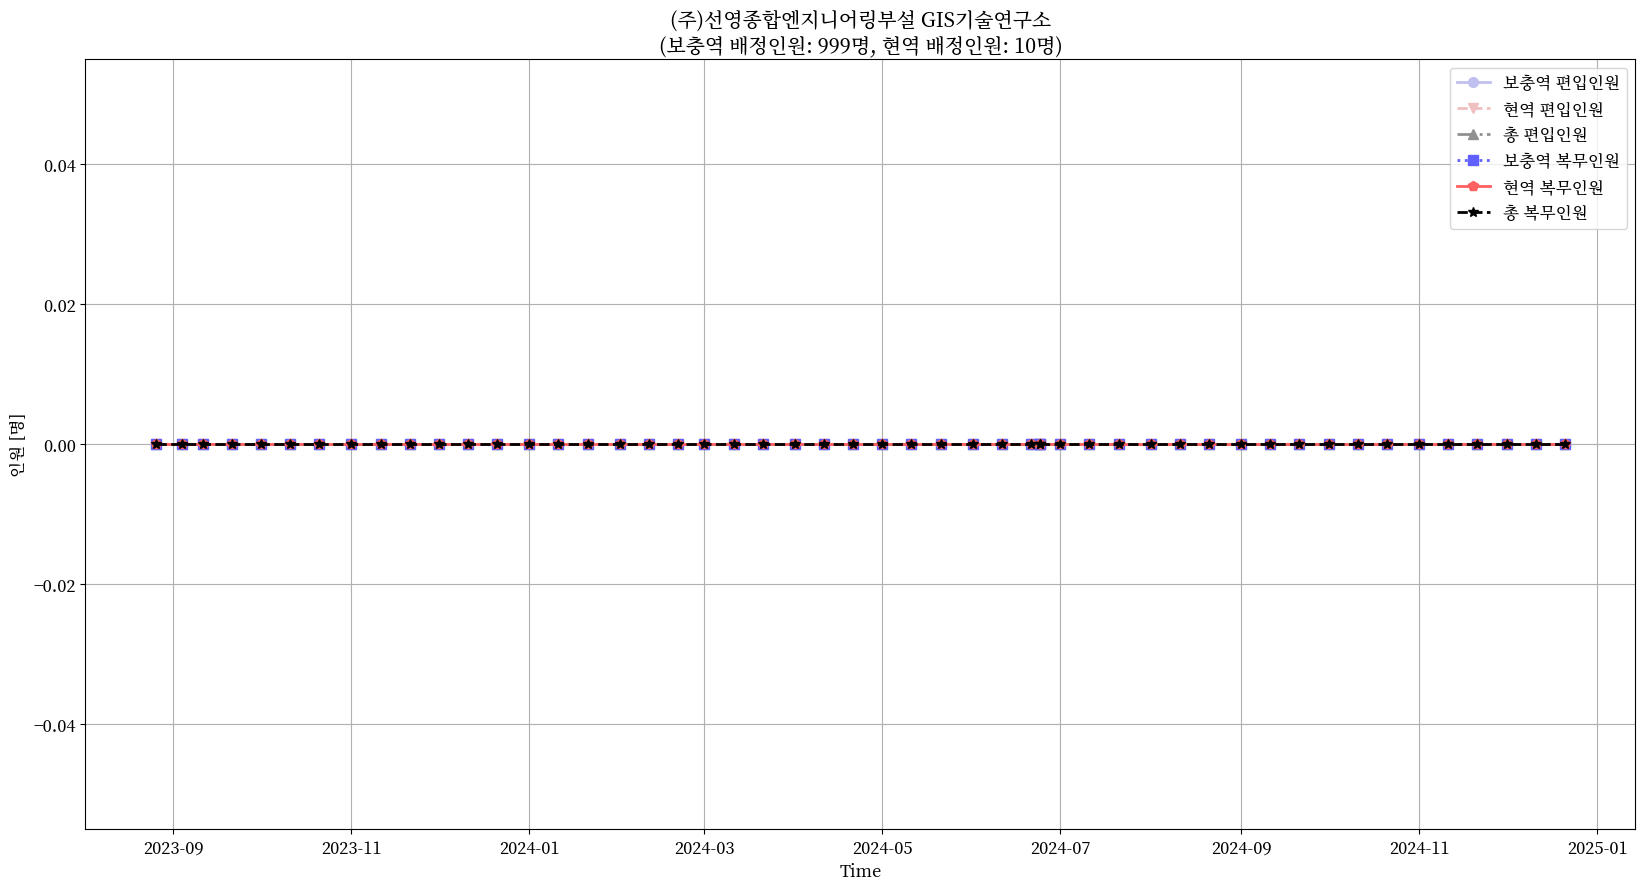 (주)선영종합엔지니어링부설 GIS기술연구소
(보충역 배정인원: 999명, 현역 배정인원: 10명)
보충역 편입인원
현역 편입인원
총 편입인원
보충역 복무인원
현역 복무인원
총 복무인원
인원 [명]
0.04
0.02
0.00
−0.02
−0.04
2023-09
2023-11
2024-01
2024-03
2024-05
2024-07
2024-09
2024-11
2025-01
Time